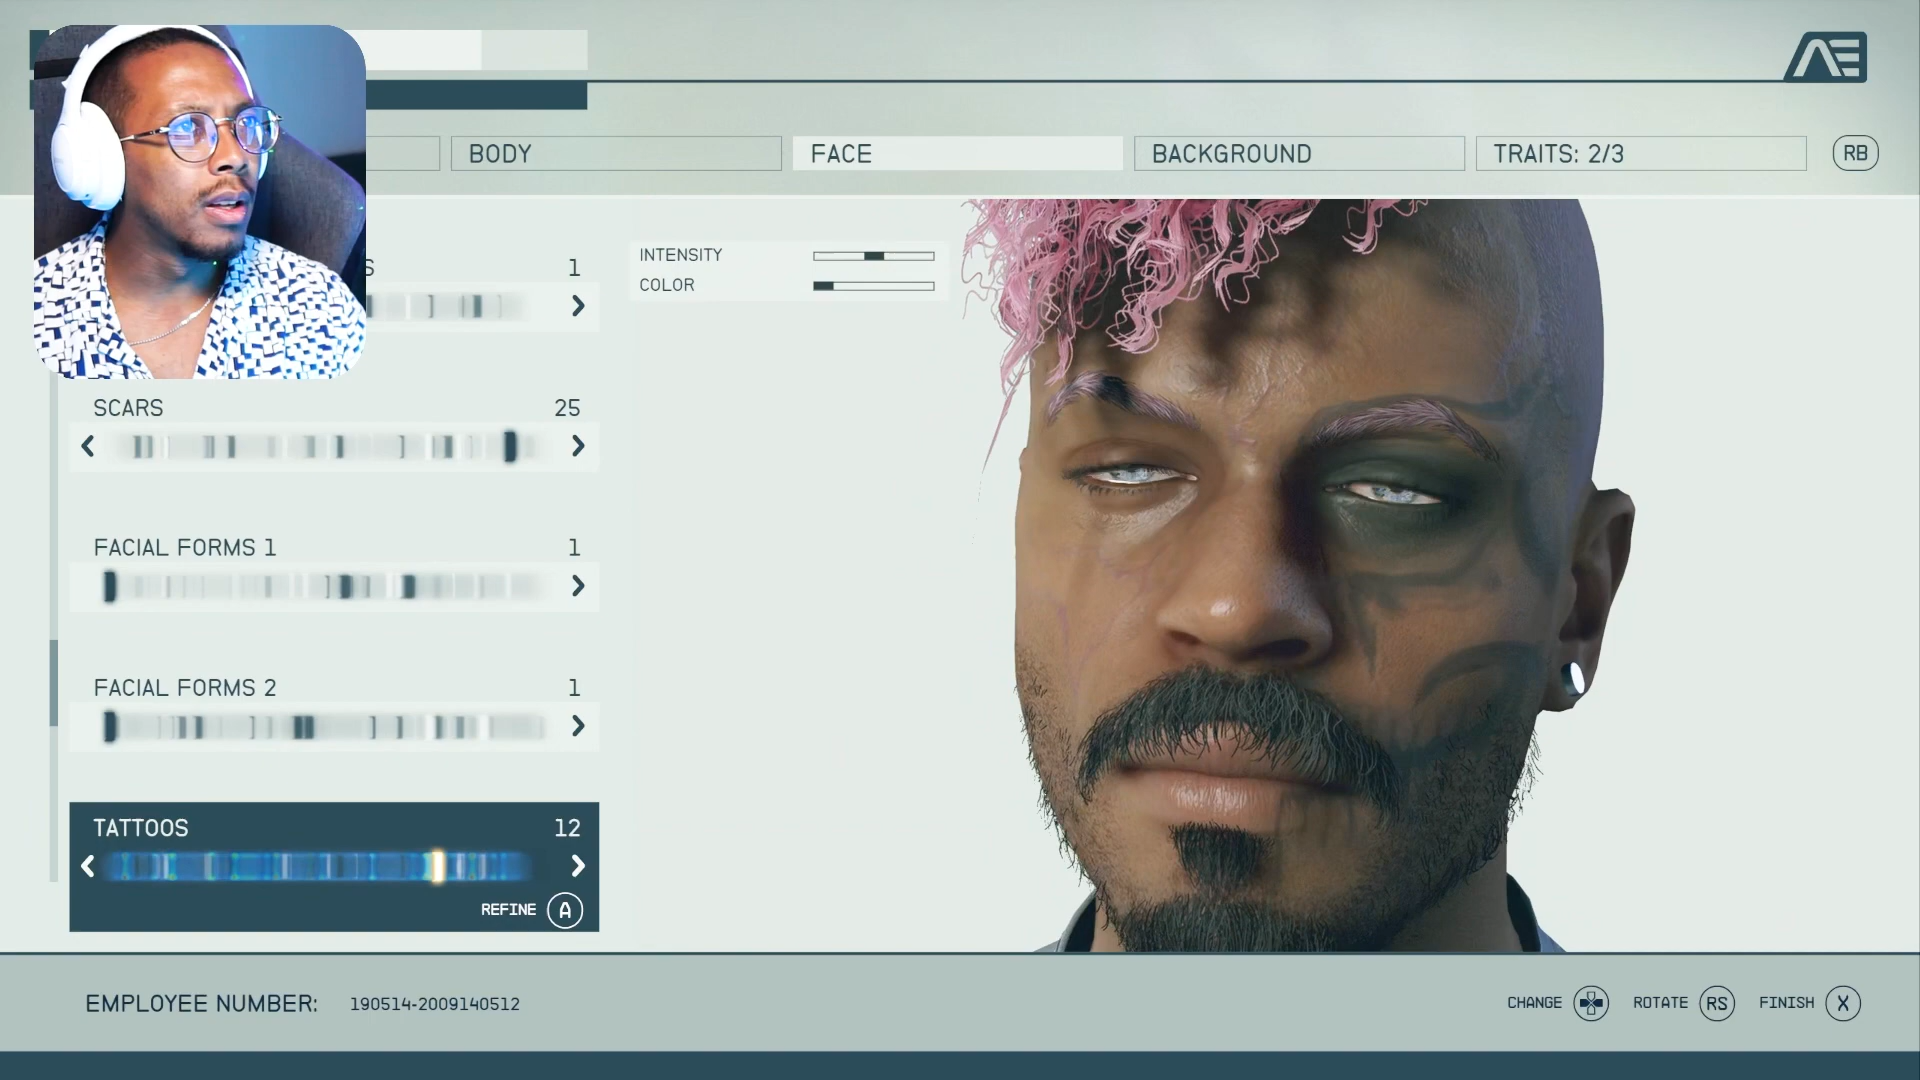 BODY
FACE
BACKGROUND
TRAITS: 2/3
RB
INTENSITY
COLOR
S 1
SCARS 25
FACIAL FORMS 1 1
FACIAL FORMS 2 1
TATTOOS 12
REFINE A
EMPLOYEE NUMBER: 190514-2009140512
CHANGE ROTATE RS FINISH X
AE